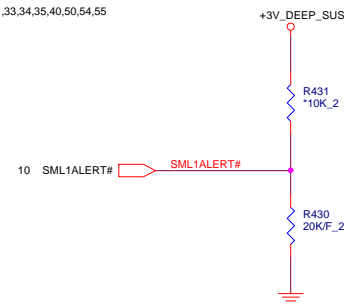 ,33,34,35,40,50,54,55
+3V_DEEP_SUS
R431
*10K_2
10 SML1ALERT# SML1ALERT#
R430
20K/F_2